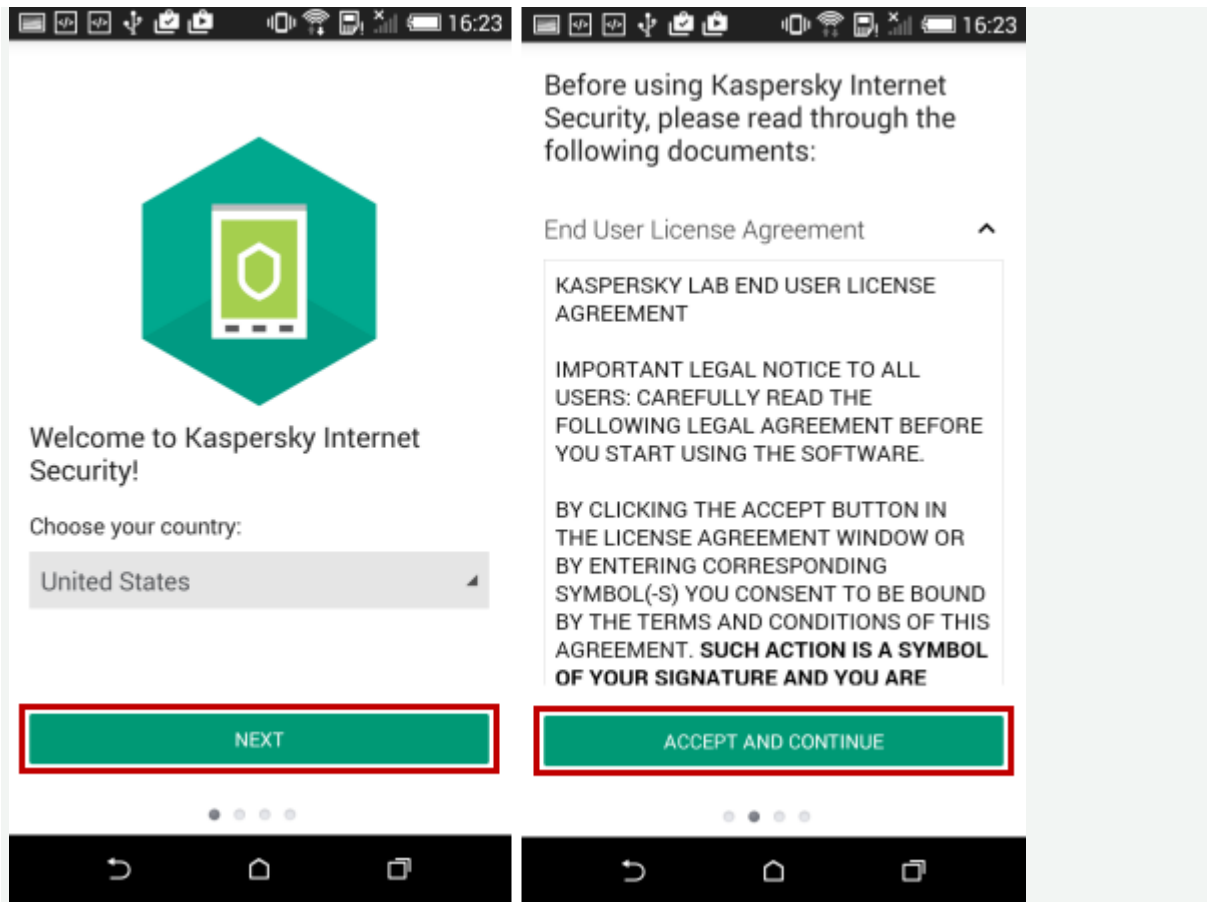 16:23
Welcome to Kaspersky Internet
Security!
Choose your country:
United States
NEXT
16:23
Before using Kaspersky Internet
Security, please read through the
following documents:
End User License Agreement
KASPERSKY LAB END USER LICENSE
AGREEMENT
IMPORTANT LEGAL NOTICE TO ALL
USERS: CAREFULLY READ THE
FOLLOWING LEGAL AGREEMENT BEFORE
YOU START USING THE SOFTWARE.
BY CLICKING THE ACCEPT BUTTON IN
THE LICENSE AGREEMENT WINDOW OR
BY ENTERING CORRESPONDING
SYMBOL(-S) YOU CONSENT TO BE BOUND
BY THE TERMS AND CONDITIONS OF THIS
AGREEMENT. SUCH ACTION IS A SYMBOL
OF YOUR SIGNATURE AND YOU ARE
ACCEPT AND CONTINUE